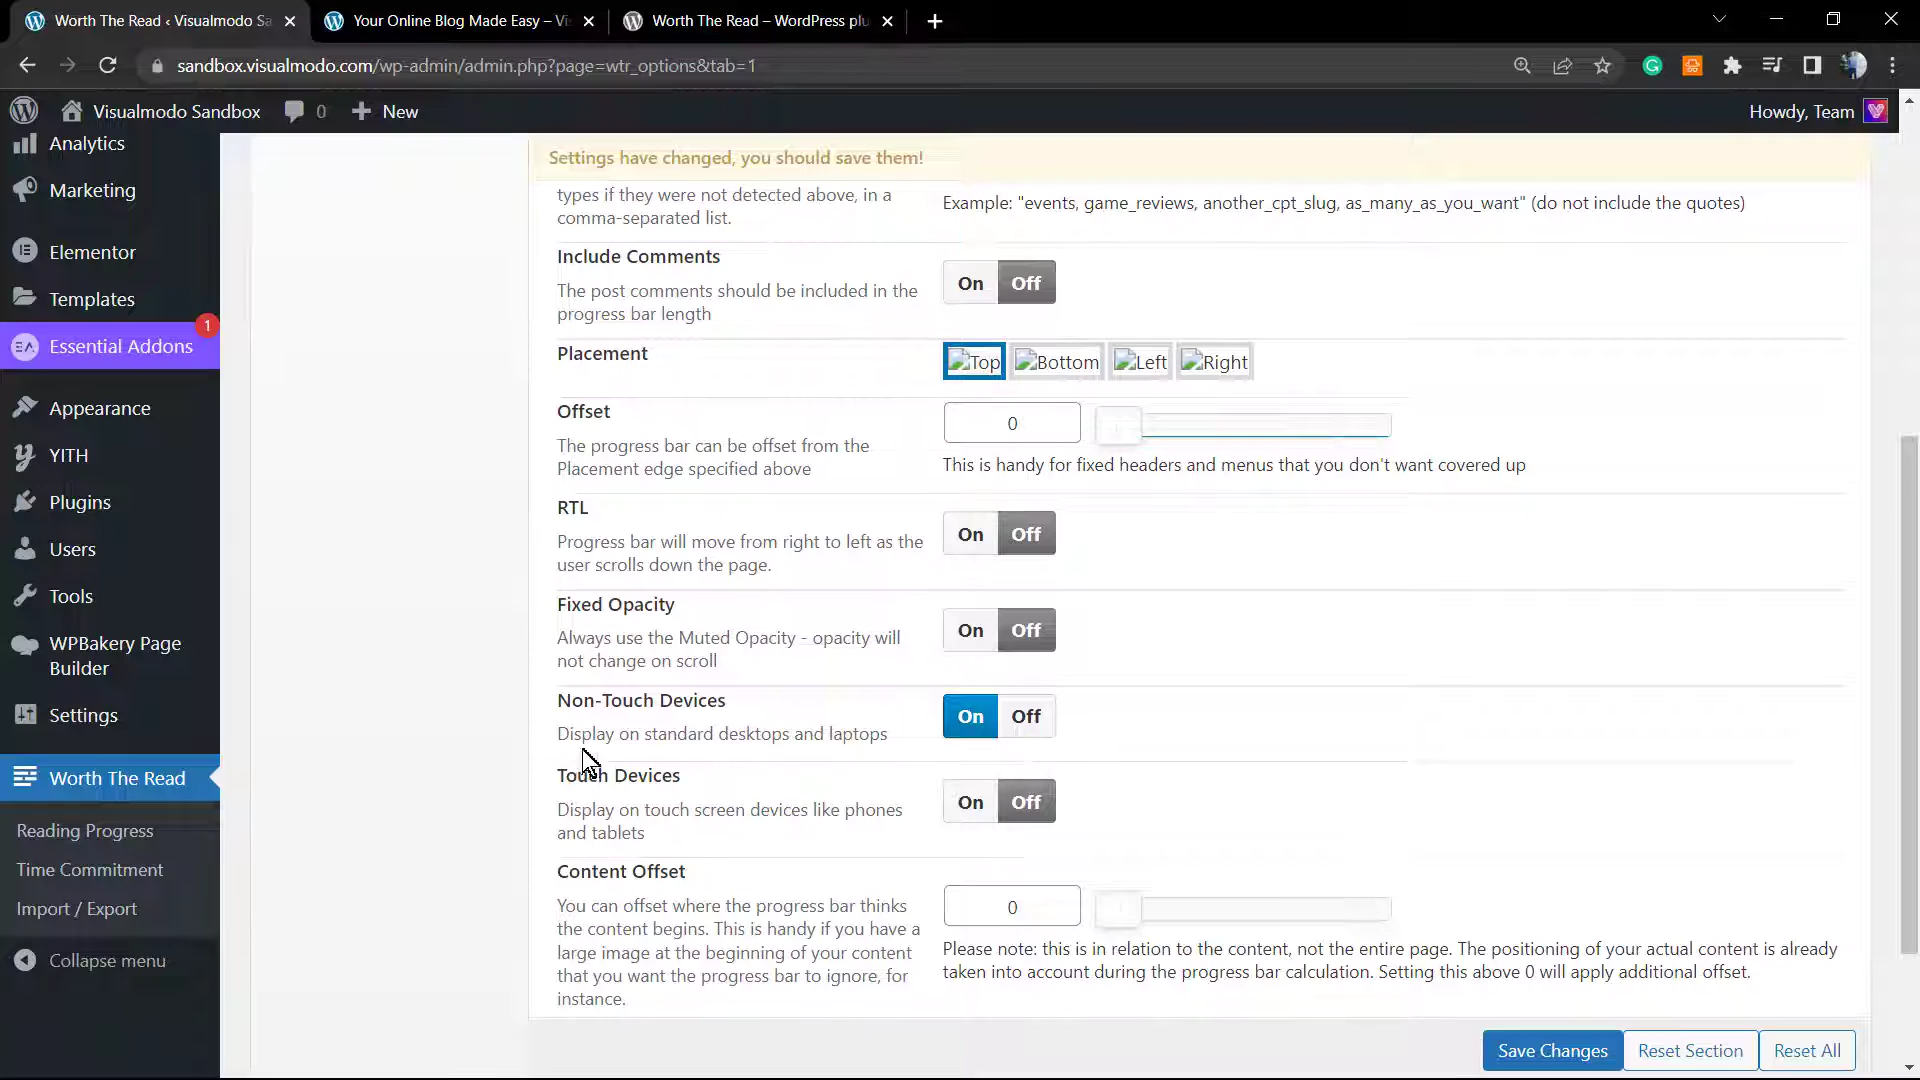 Worth The Read ‹ Visualmodo Sa
Your Online Blog Made Easy – Vi
Worth The Read – WordPress plu
sandbox.visualmodo.com/wp-admin/admin.php?page=wtr_options&tab=1
Visualmodo Sandbox
0
New
Howdy, Team
Analytics
Marketing
Elementor
Templates
1
Essential Addons
Appearance
YITH
Plugins
Users
Tools
WPBakery Page
Builder
Settings
Worth The Read
Reading Progress
Time Commitment
Import / Export
Collapse menu
Settings have changed, you should save them!
types if they were not detected above, in a
comma-separated list.
Example: "events, game_reviews, another_cpt_slug, as_many_as_you_want" (do not include the quotes)
Include Comments
The post comments should be included in the
progress bar length
On Off
Placement
Top Bottom Left Right
Offset
The progress bar can be offset from the
Placement edge specified above
0
This is handy for fixed headers and menus that you don't want covered up
RTL
Progress bar will move from right to left as the
user scrolls down the page.
On Off
Fixed Opacity
Always use the Muted Opacity - opacity will
not change on scroll
On Off
Non-Touch Devices
Display on standard desktops and laptops
On Off
Touch Devices
Display on touch screen devices like phones
and tablets
On Off
Content Offset
You can offset where the progress bar thinks
the content begins. This is handy if you have a
large image at the beginning of your content
that you want the progress bar to ignore, for
instance.
0
Please note: this is in relation to the content, not the entire page. The positioning of your actual content is already
taken into account during the progress bar calculation. Setting this above 0 will apply additional offset.
Save Changes Reset Section Reset All